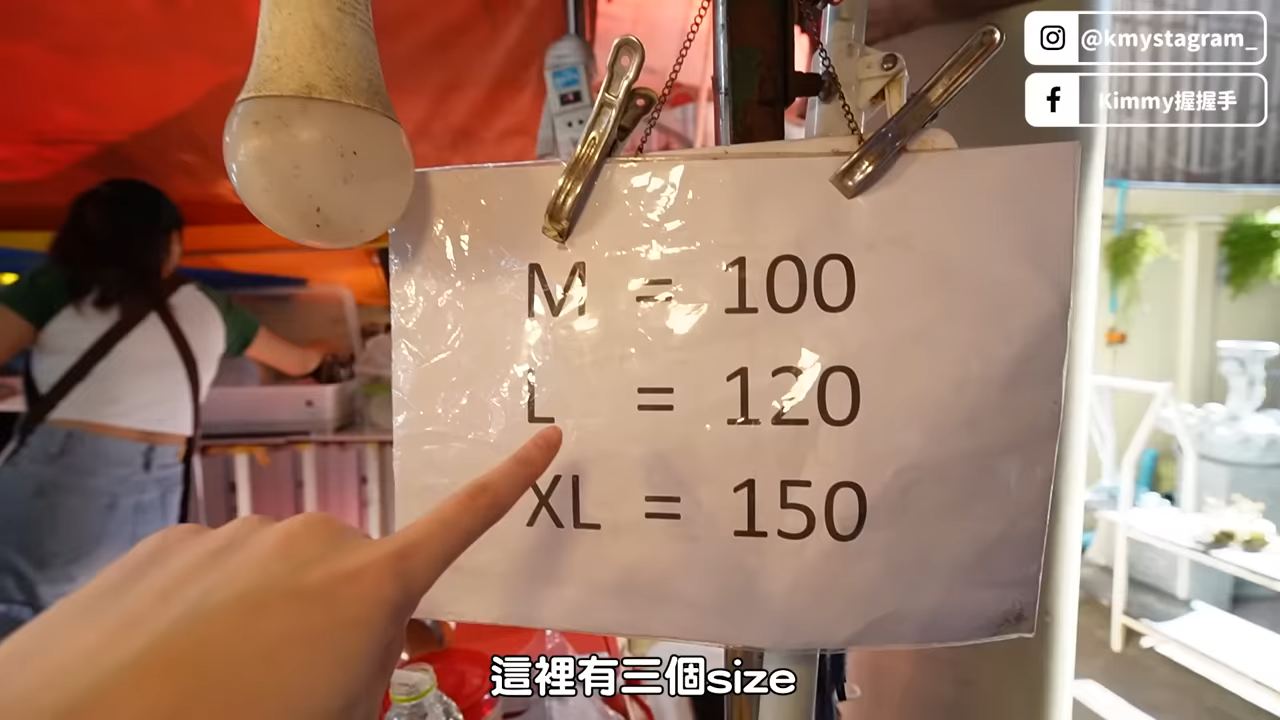 @kmystagram_
Kimmy握握手
M = 100
L = 120
XL = 150
這裡有三個size